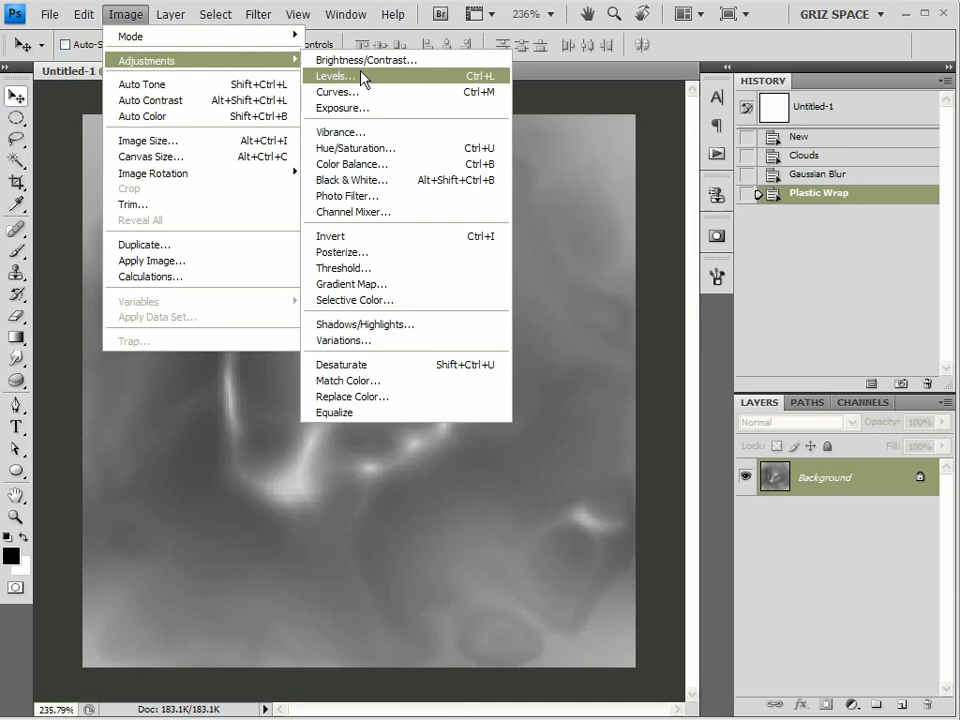 Ps File Edit Image Layer Select Filter View Window Help Br 236% GRIZ SPACE
Mode
Adjustments
Auto Tone Shift+Ctrl+L
Auto Contrast Alt+Shift+Ctrl+L
Auto Color Shift+Ctrl+B
Image Size... Alt+Ctrl+I
Canvas Size... Alt+Ctrl+C
Image Rotation
Crop
Trim...
Reveal All
Duplicate...
Apply Image...
Calculations...
Variables
Apply Data Set...
Trap...
Brightness/Contrast...
Levels... Ctrl+L
Curves... Ctrl+M
Exposure...
Vibrance...
Hue/Saturation... Ctrl+U
Color Balance... Ctrl+B
Black & White... Alt+Shift+Ctrl+B
Photo Filter...
Channel Mixer...
Invert Ctrl+I
Posterize...
Threshold...
Gradient Map...
Selective Color...
Shadows/Highlights...
Variations...
Desaturate Shift+Ctrl+U
Match Color...
Replace Color...
Equalize
Untitled-1 @
HISTORY
Untitled-1
New
Clouds
Gaussian Blur
Plastic Wrap
LAYERS PATHS CHANNELS
Normal Opacity: 100%
Lock: Fill: 100%
Background
235.79% Doc: 183.1K/183.1K